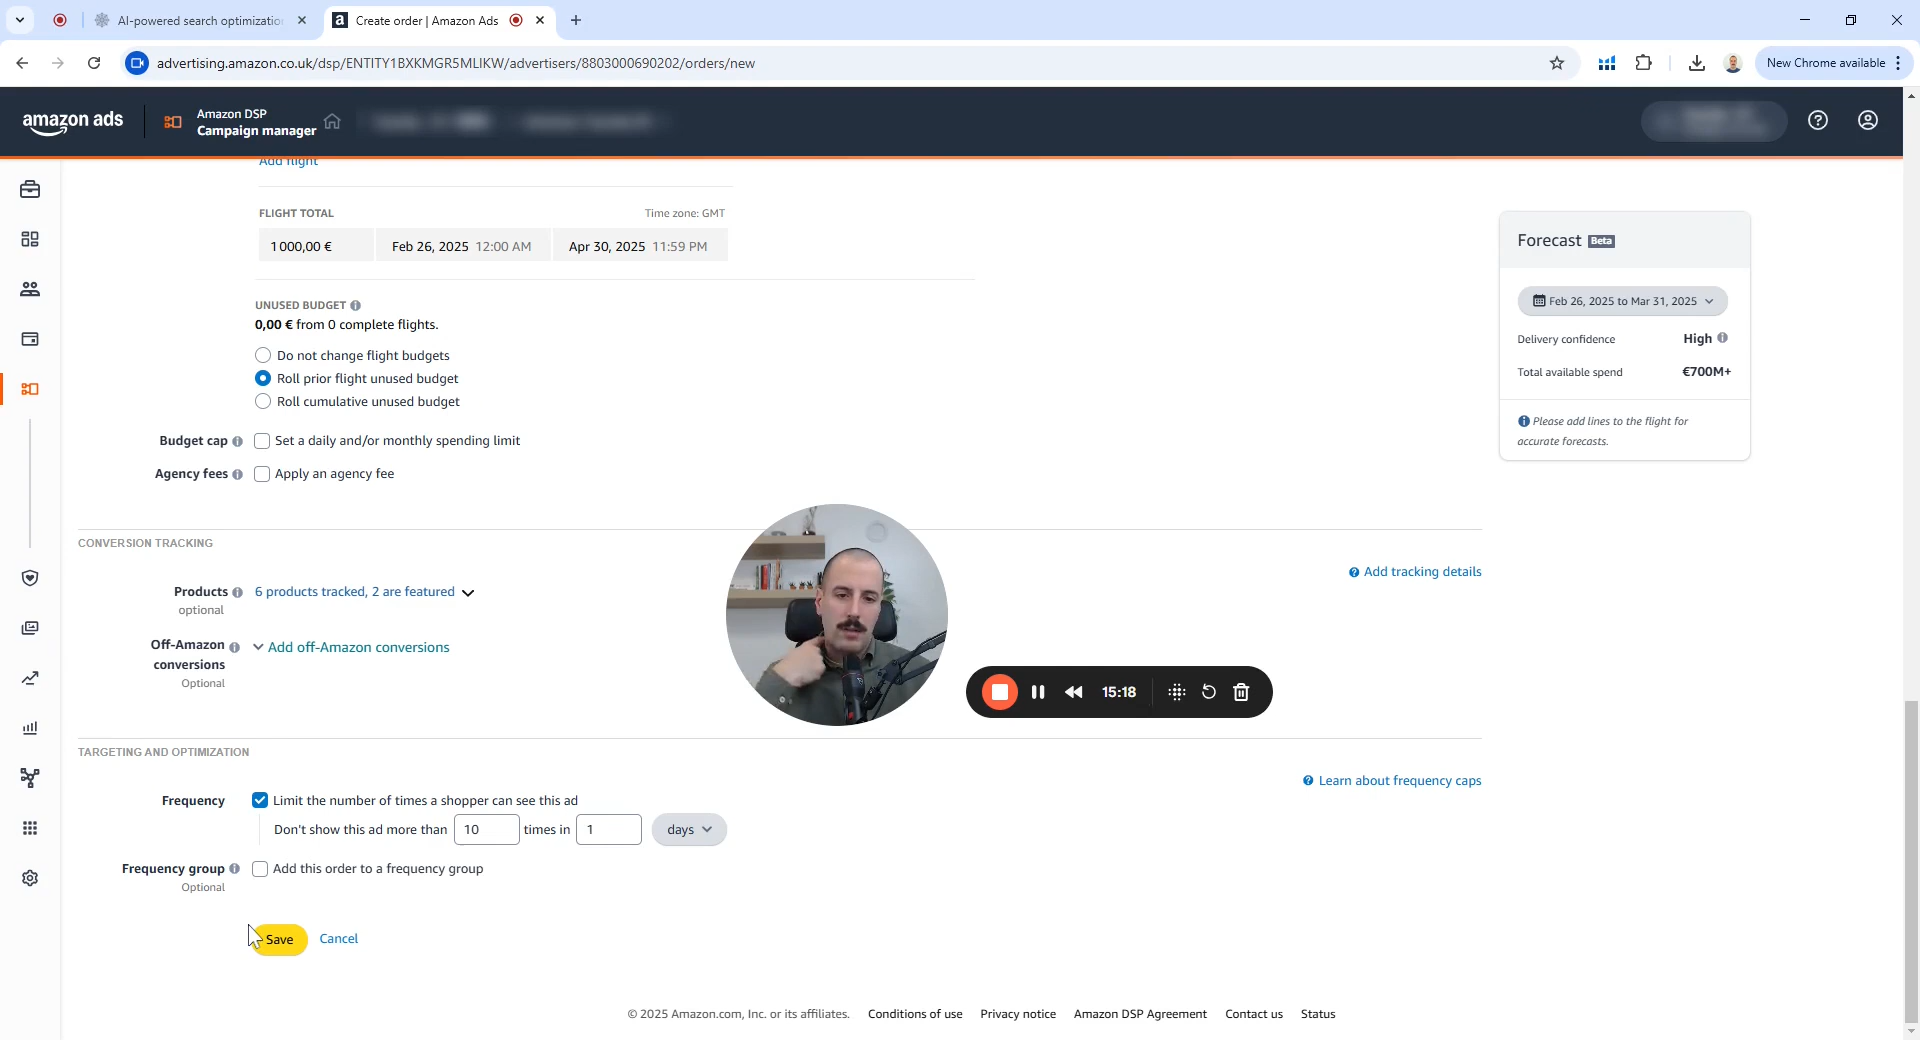 AI-powered search optimizatio
Create order | Amazon Ads
advertising.amazon.co.uk/dsp/ENTITY1BXKMGR5MLIKW/advertisers/8803000690202/orders/new
New Chrome available
amazon ads
Amazon DSP
Campaign manager
Add flight
FLIGHT TOTAL
Time zone: GMT
1 000,00 €
Feb 26, 2025 12:00 AM
Apr 30, 2025 11:59 PM
UNUSED BUDGET
0,00 € from 0 complete flights.
Do not change flight budgets
Roll prior flight unused budget
Roll cumulative unused budget
Budget cap
Set a daily and/or monthly spending limit
Agency fees
Apply an agency fee
Forecast Beta
Feb 26, 2025 to Mar 31, 2025
Delivery confidence High
Total available spend €700M+
Please add lines to the flight for
accurate forecasts.
CONVERSION TRACKING
Add tracking details
Products
optional
6 products tracked, 2 are featured
Off-Amazon
conversions
Optional
Add off-Amazon conversions
15:18
TARGETING AND OPTIMIZATION
Learn about frequency caps
Frequency
Limit the number of times a shopper can see this ad
Don't show this ad more than 10 times in 1 days
Frequency group
Optional
Add this order to a frequency group
Save Cancel
© 2025 Amazon.com, Inc. or its affiliates. Conditions of use Privacy notice Amazon DSP Agreement Contact us Status